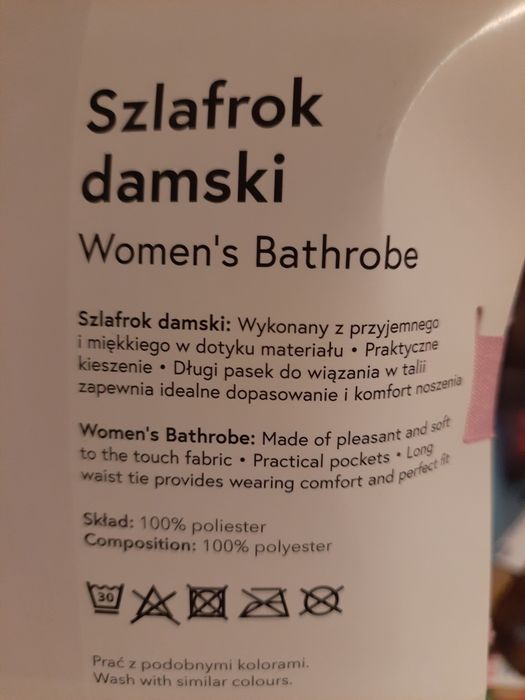 Szlafrok
damski
Women's Bathrobe
Szlafrok damski: Wykonany z przyjemnego
i miękkiego w dotyku materiału • Praktyczne
kieszenie • Długi pasek do wiązania w talii
zapewnia idealne dopasowanie i komfort noszenia
Women's Bathrobe: Made of pleasant and soft
to the touch fabric • Practical pockets • Long
waist tie provides wearing comfort and perfect fit
Skład: 100% poliester
Composition: 100% polyester
30
Prać z podobnymi kolorami.
Wash with similar colours.